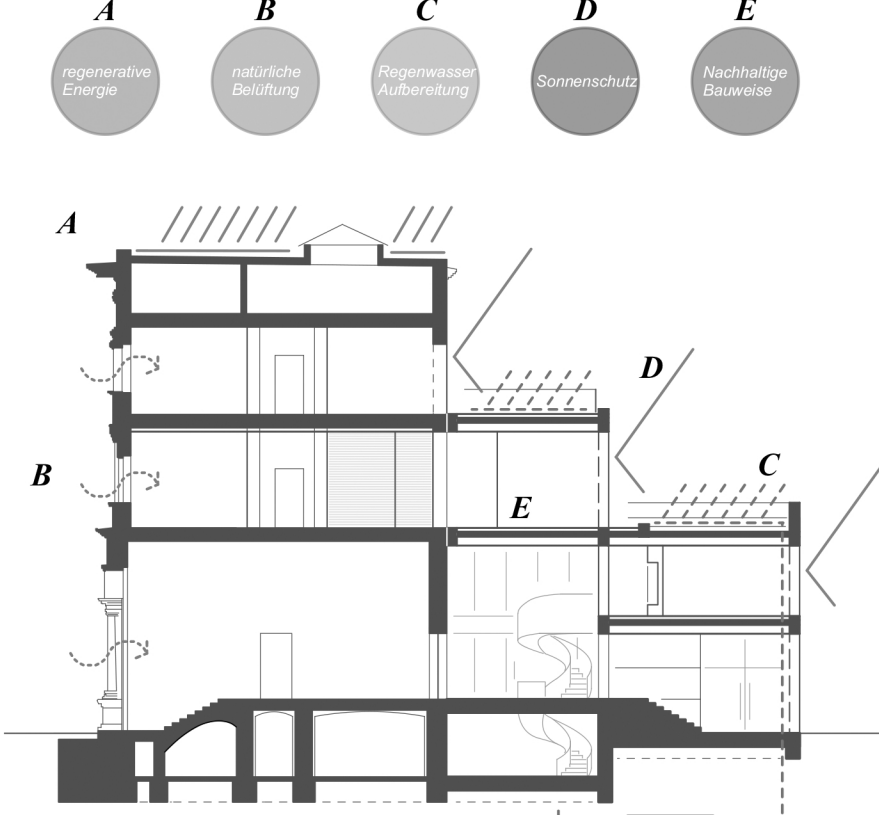 A B C D E
regenerative
Energie
natürliche
Belüftung
Regenwasser
Aufbereitung
Sonnenschutz
Nachhaltige
Bauweise
A
D
C
B
E